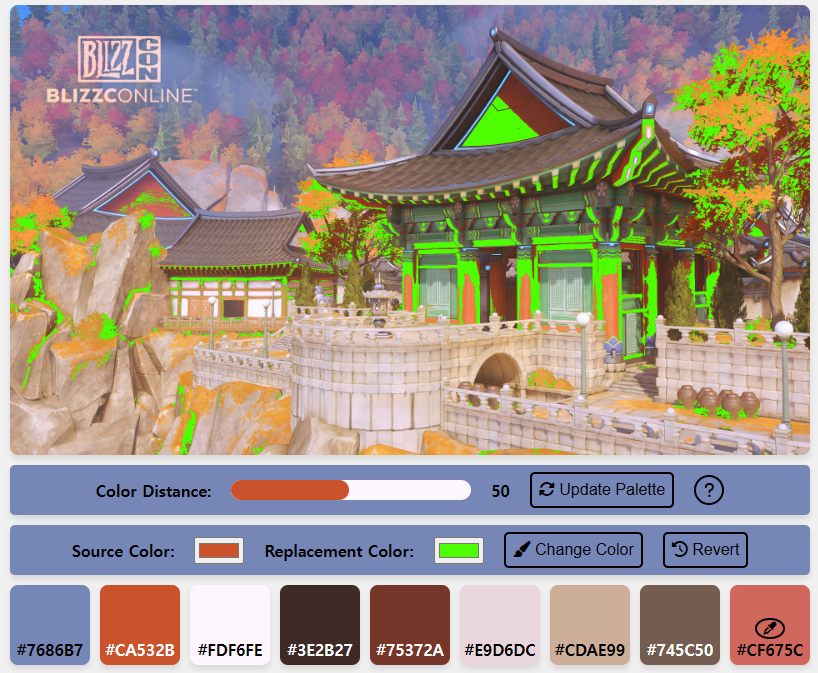 BLIZZ
CON
BLIZZCONLINE™
Color Distance: 50 Update Palette ?
Source Color: Replacement Color: Change Color Revert
#7686B7 #CA532B #FDF6FE #3E2B27 #75372A #E9D6DC #CDAE99 #745C50 #CF675C